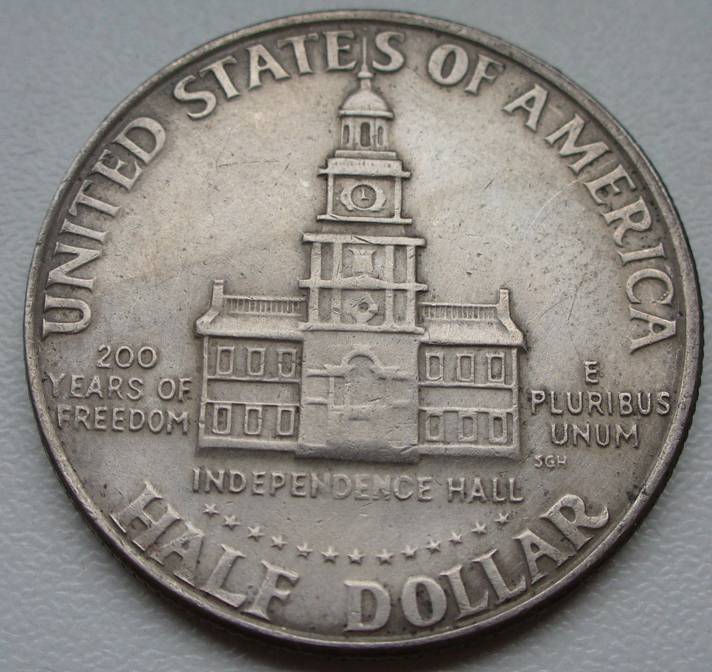 UNITED STATES OF AMERICA
200
YEARS OF
FREEDOM
E
PLURIBUS
UNUM
SGH
INDEPENDENCE HALL
HALF DOLLAR